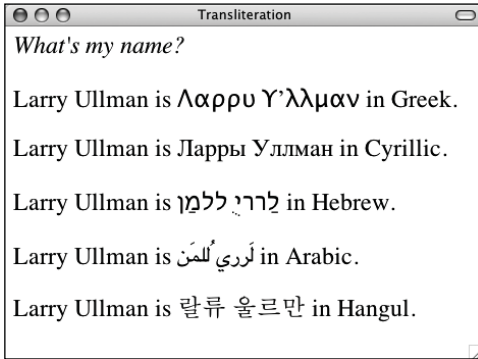 Transliteration
What's my name?
Larry Ullman is Λαρρυ Υ’λλμαν in Greek.
Larry Ullman is Ларры Уллман in Cyrillic.
Larry Ullman is לַררִי ֻללמַן in Hebrew.
Larry Ullman is لَرري ُللمَن in Arabic.
Larry Ullman is 랄류 울르만 in Hangul.